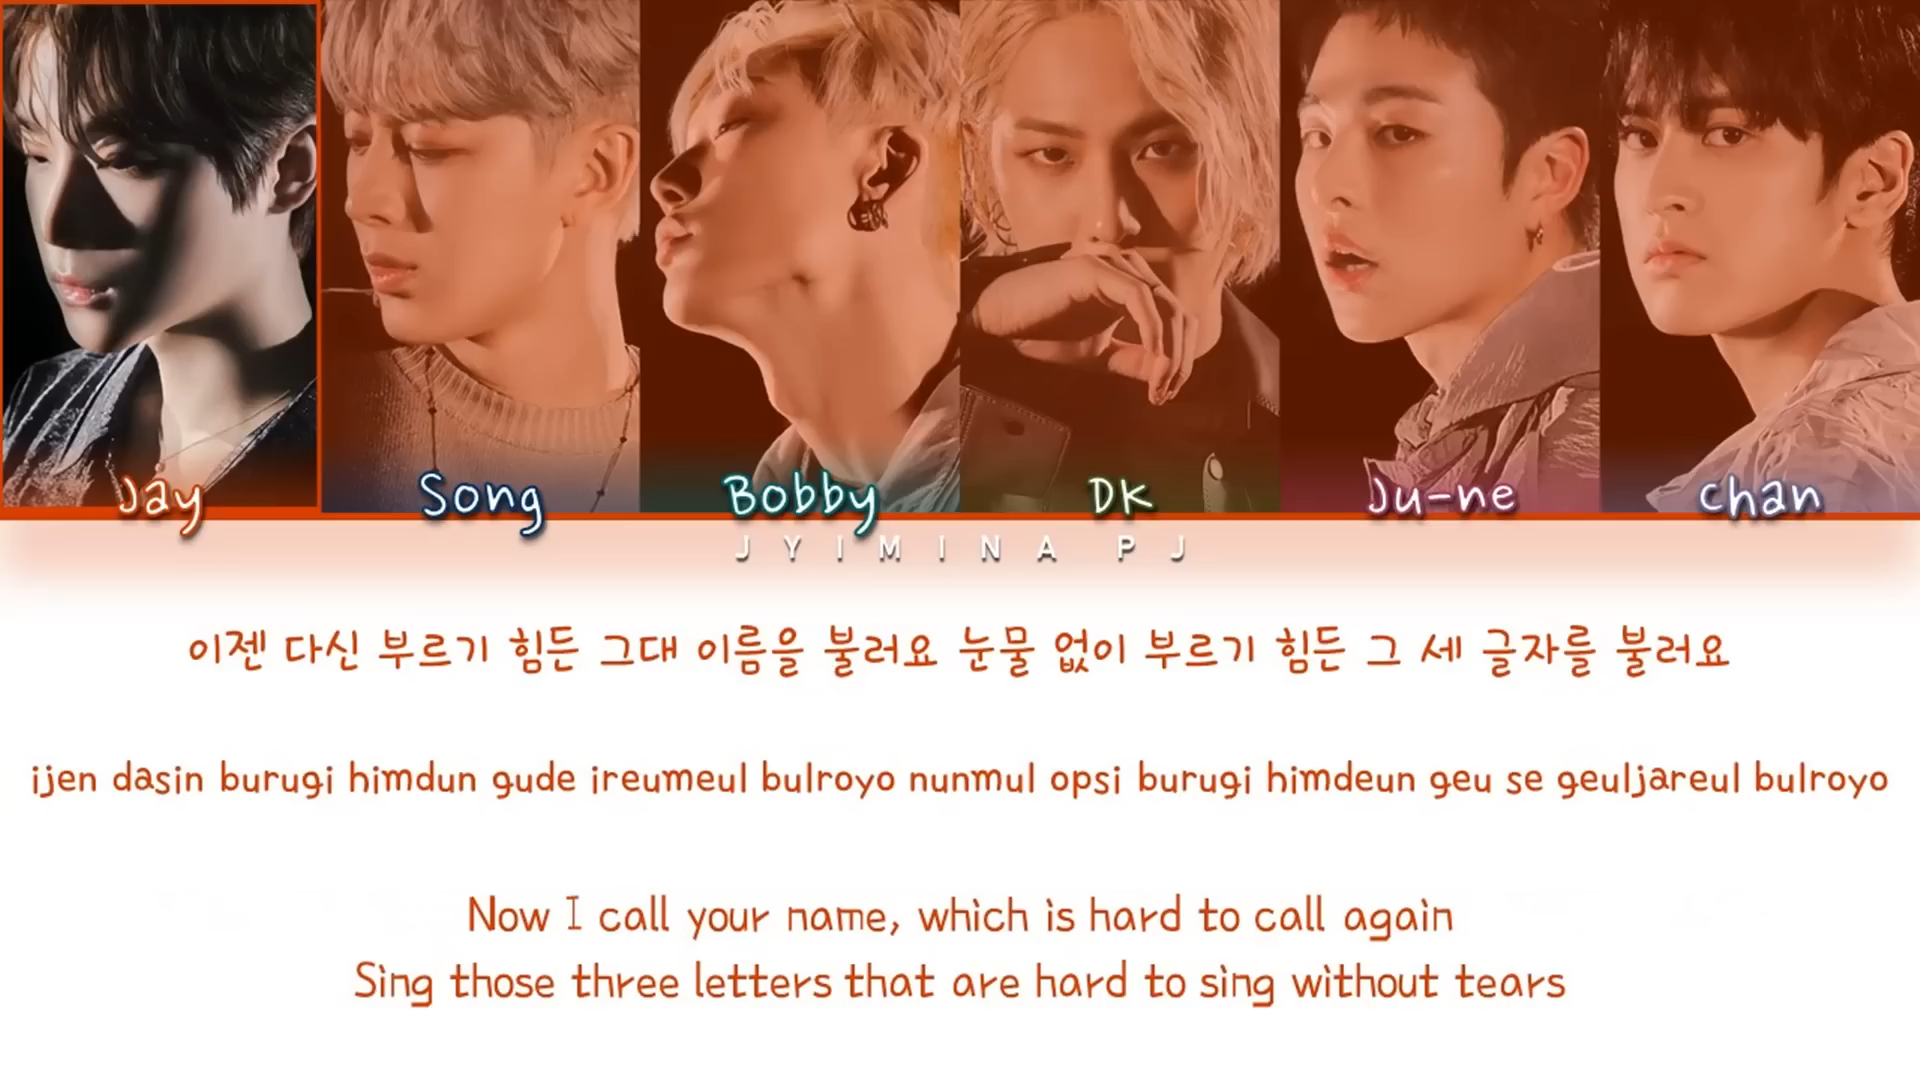 Jay Song Bobby DK Ju-ne Chan
JYIMINA PJ
이젠 다신 부르기 힘든 그대 이름을 불러요 눈물 없이 부르기 힘든 그 세 글자를 불러요
ijen dasin burugi himdun gude ireumeul bulroyo nunmul opsi burugi himdeun geu se geuljareul bulroyo
Now I call your name, which is hard to call again
Sing those three letters that are hard to sing without tears